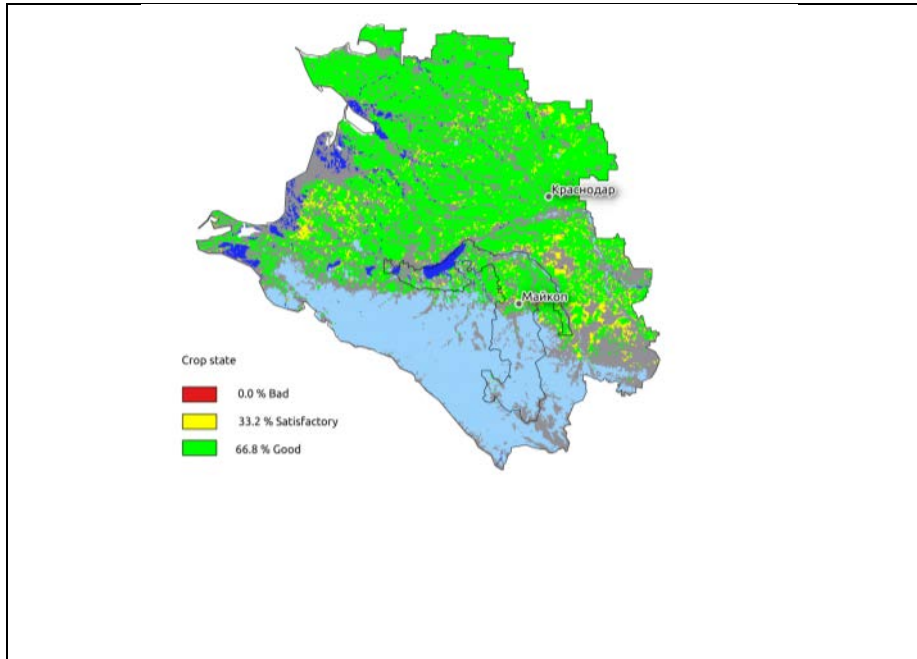 Краснодар
Майкоп
Crop state
0.0 % Bad
33.2 % Satisfactory
66.8 % Good